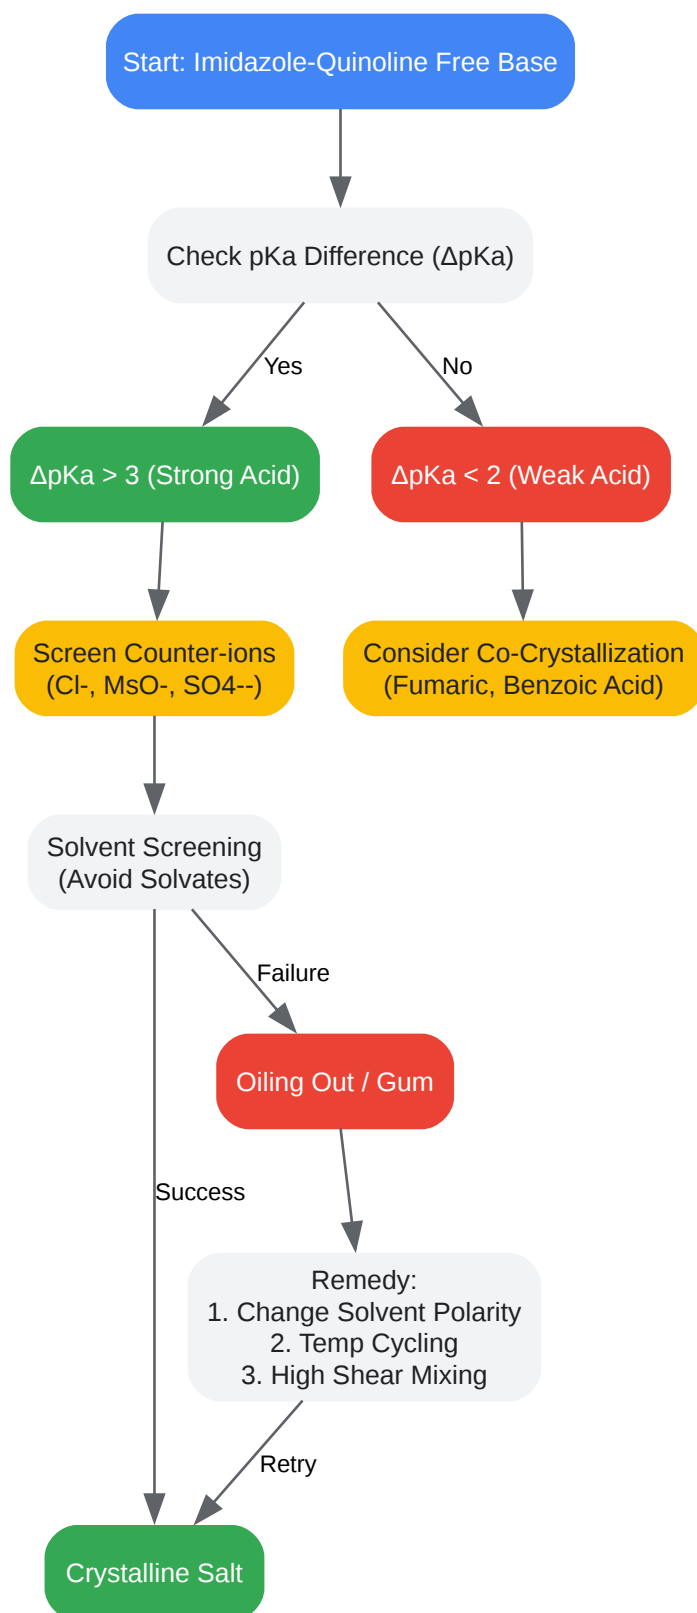 Start: Imidazole-Quinoline Free Base
Check pKa Difference (ΔpKa)
Yes
No
ΔpKa > 3 (Strong Acid)
ΔpKa < 2 (Weak Acid)
Screen Counter-ions
(Cl-, MsO-, SO4--)
Consider Co-Crystallization
(Fumaric, Benzoic Acid)
Solvent Screening
(Avoid Solvates)
Failure
Oiling Out / Gum
Success
Remedy:
1. Change Solvent Polarity
2. Temp Cycling
3. High Shear Mixing
Retry
Crystalline Salt